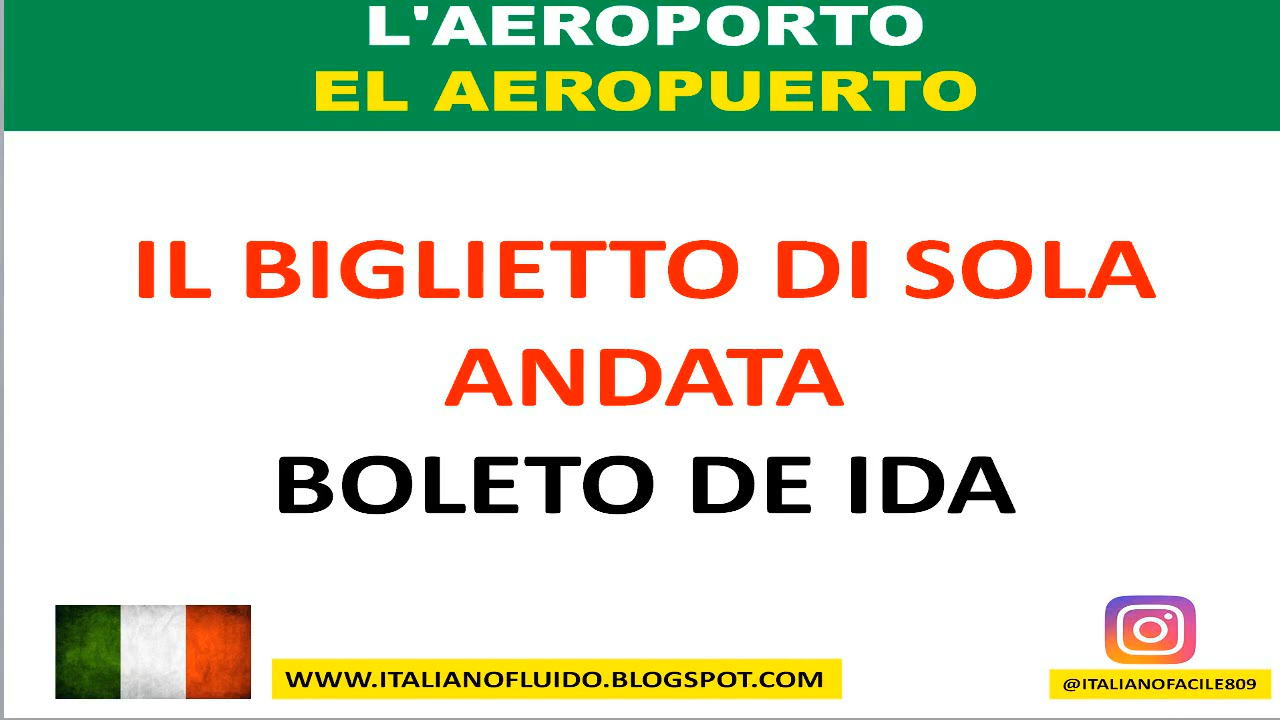 L'AEROPORTO
EL AEROPUERTO
IL BIGLIETTO DI SOLA
ANDATA
BOLETO DE IDA
WWW.ITALIANOFLUIDO.BLOGSPOT.COM
@ITALIANOFACILE809